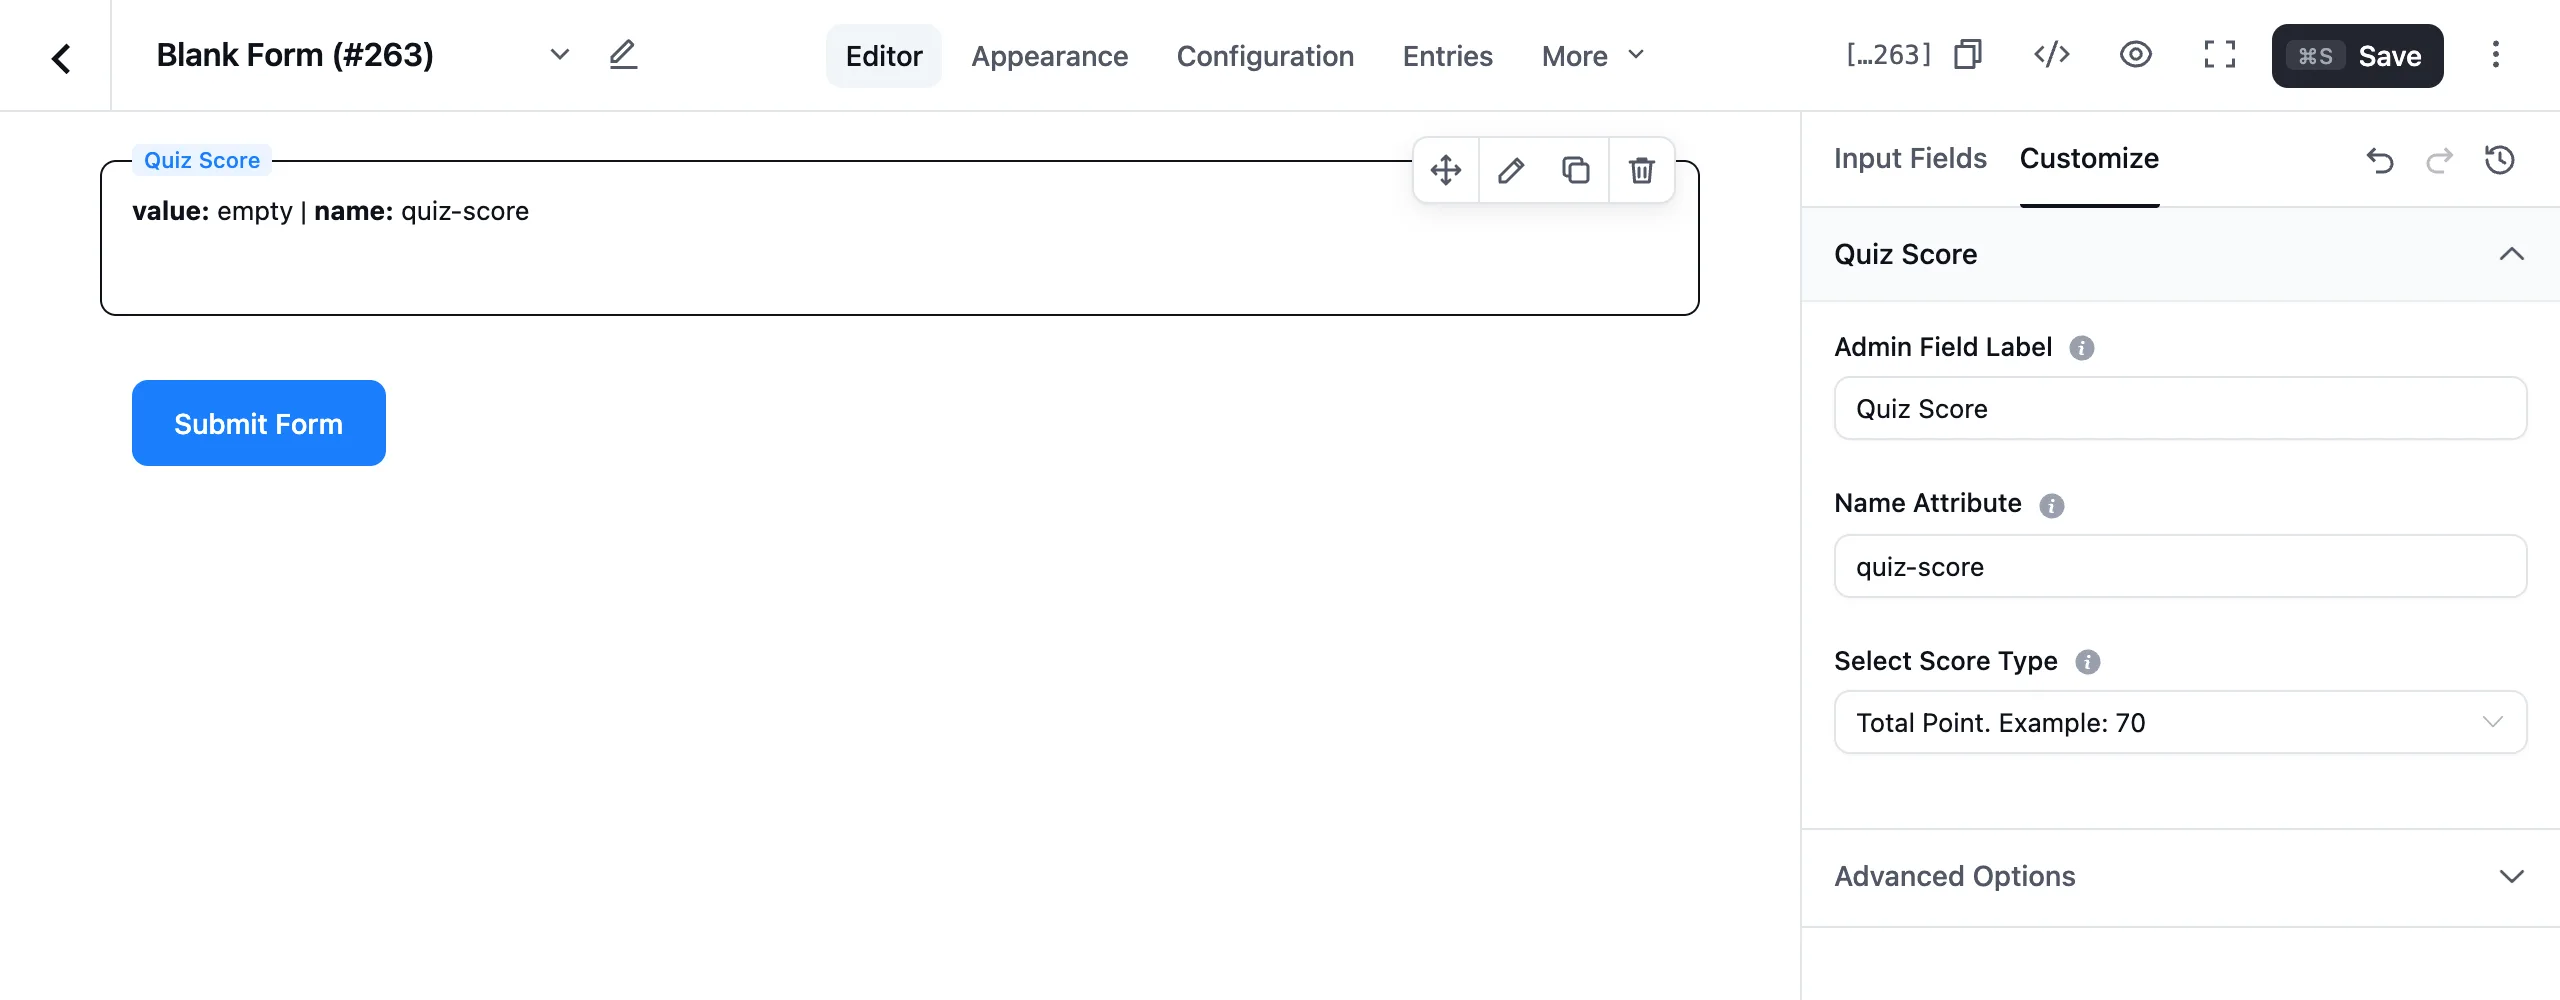 Blank Form (#263)
Editor Appearance Configuration Entries More
[…263]
⌘S Save
Quiz Score
value: empty | name: quiz-score
Submit Form
Input Fields Customize
Quiz Score
Admin Field Label
Quiz Score
Name Attribute
quiz-score
Select Score Type
Total Point. Example: 70
Advanced Options